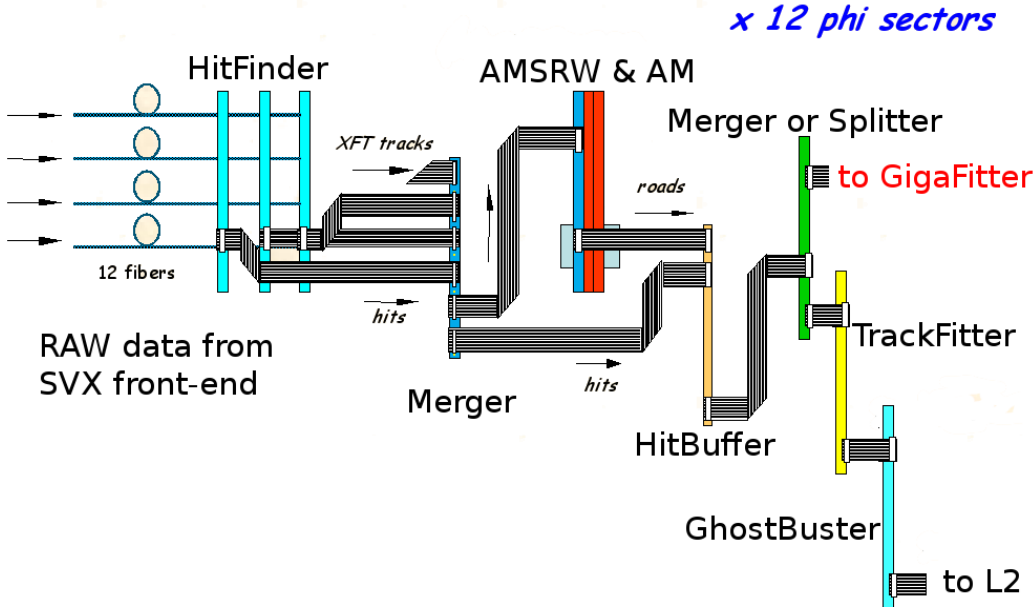 x 12 phi sectors
HitFinder
AMSRW & AM
Merger or Splitter
XFT tracks
to GigaFitter
roads
12 fibers
hits
RAW data from
SVX front-end
TrackFitter
hits
Merger
HitBuffer
GhostBuster
to L2